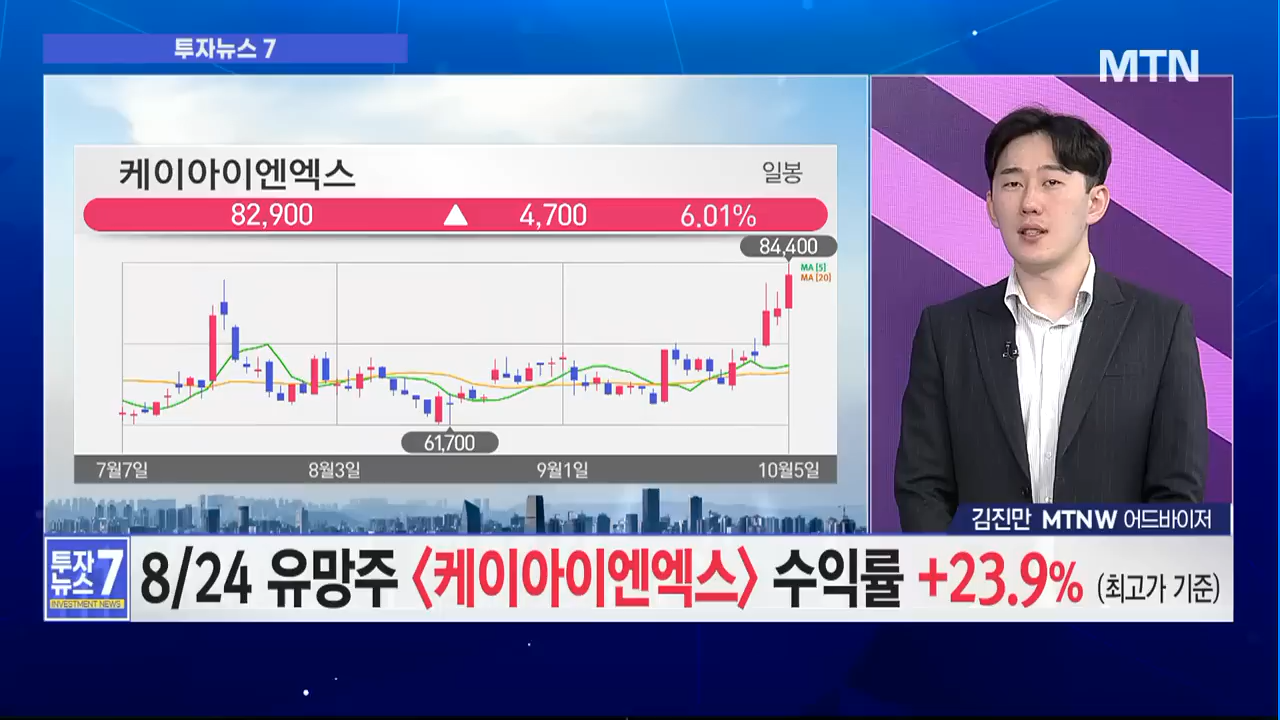 투자뉴스 7
MTN
케이아이엔엑스
일봉
82,900 ▲ 4,700 6.01%
84,400
MA [5]
MA [20]
61,700
7월7일 8월3일 9월1일 10월5일
김진만 MTNW 어드바이저
투자
뉴스 7
INVESTMENT NEWS
8/24 유망주 〈케이아이엔엑스〉 수익률 +23.9% (최고가 기준)